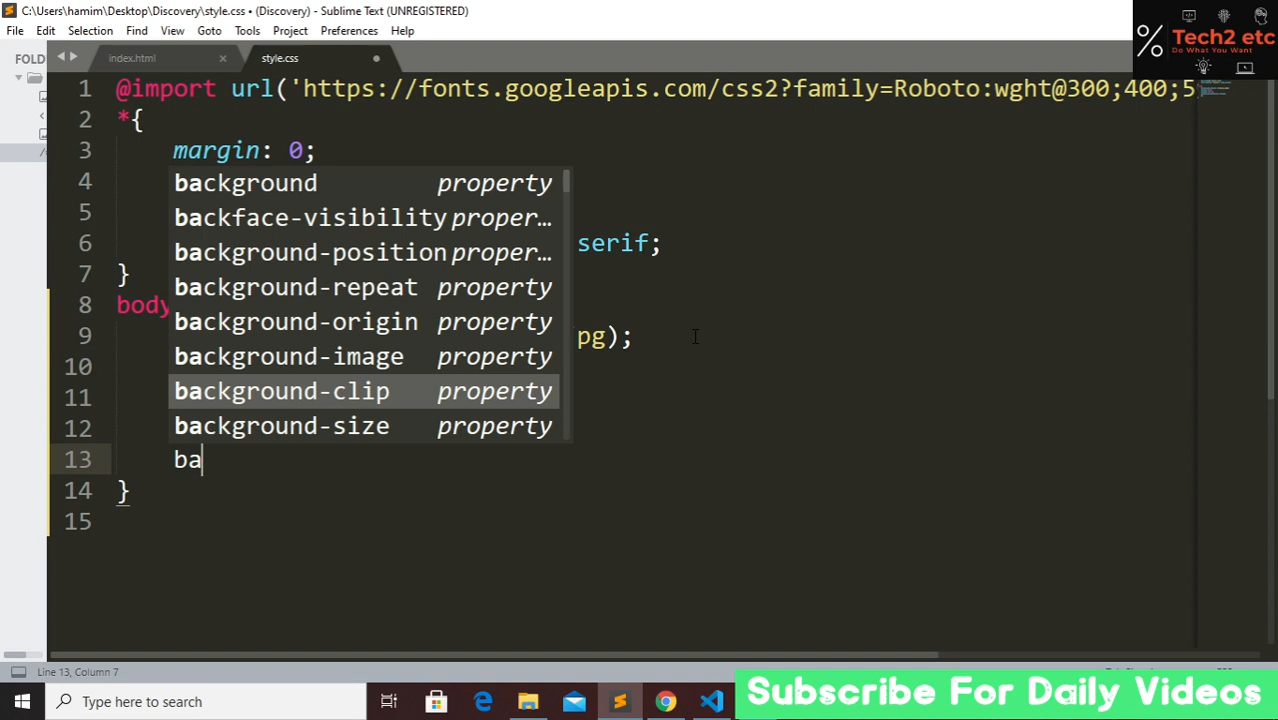 C:\Users\hamim\Desktop\Discovery\style.css • (Discovery) - Sublime Text (UNREGISTERED)
File Edit Selection Find View Goto Tools Project Preferences Help
Tech2 etc
Do What You Want
FOLD
index.html
style.css
1 @import url('https://fonts.googleapis.com/css2?family=Roboto:wght@300;400;5
2 *{
3 margin: 0;
4 background property
5 backface-visibility proper…
6 background-position proper… serif;
7 } background-repeat property
8 body background-origin property
9 background-image property pg);
10
11 background-clip property
12 background-size property
13 ba
14 }
15
Line 13, Column 7
Type here to search
Subscribe For Daily Videos